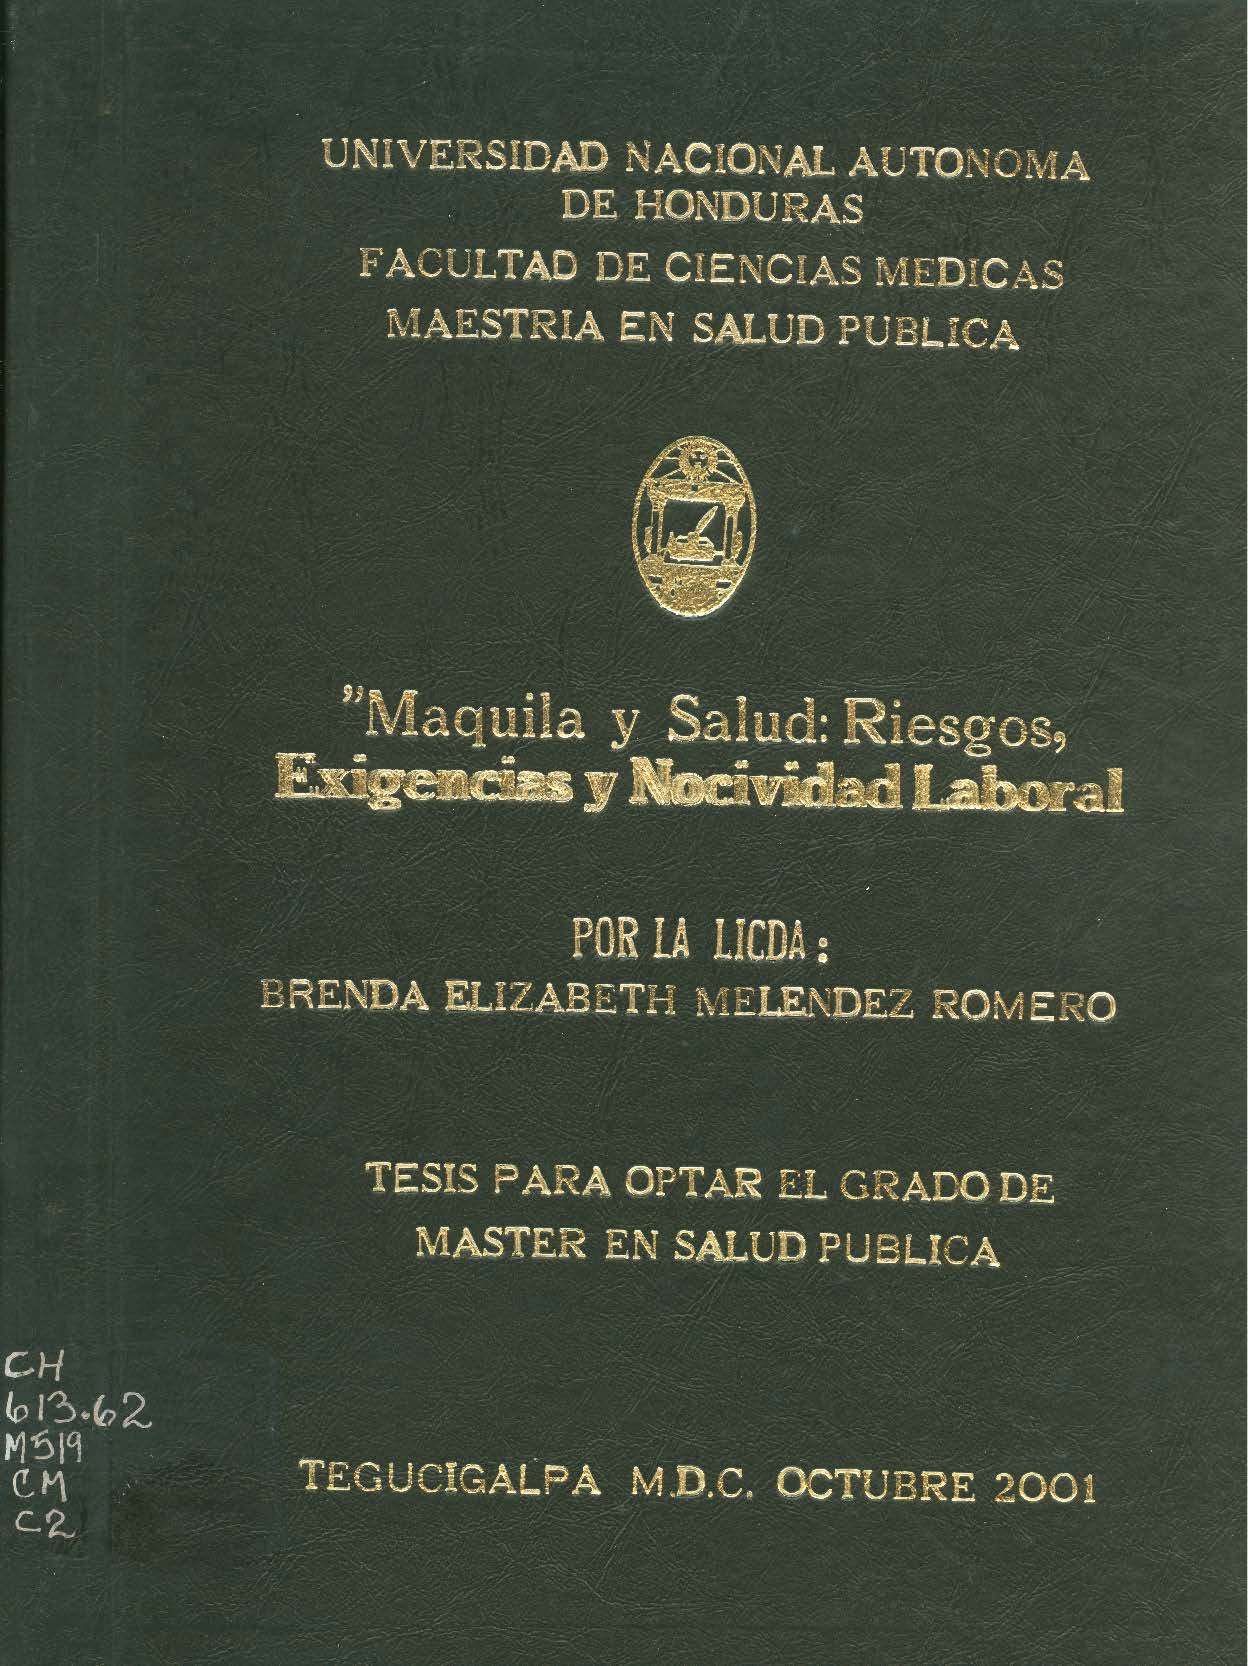 UNIVERSIDAD NACIONAL AUTONOMA
DE HONDURAS
FACULTAD DE CIENCIAS MEDICAS
MAESTRIA EN SALUD PUBLICA
”Maquila y Salud: Riesgos,
Exigencias y Nocividad Laboral
POR LA LICDA:
BRENDA ELIZABETH MELENDEZ ROMERO
TESIS PARA OPTAR EL GRADO DE
MASTER EN SALUD PUBLICA
CH
613.62
M519
CM
C2
TEGUCIGALPA M.D.C. OCTUBRE 2001